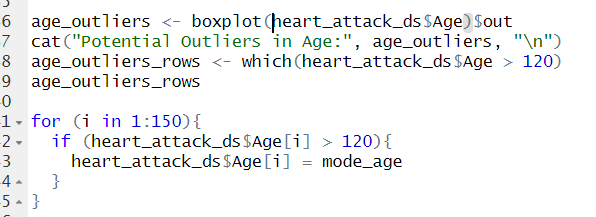 5
6 age_outliers <- boxplot(heart_attack_ds$Age)$out
7 cat("Potential Outliers in Age:", age_outliers, "\n")
8 age_outliers_rows <- which(heart_attack_ds$Age > 120)
9 age_outliers_rows
0
1 for (i in 1:150){
2 if (heart_attack_ds$Age[i] > 120){
3 heart_attack_ds$Age[i] = mode_age
4 }
5 }